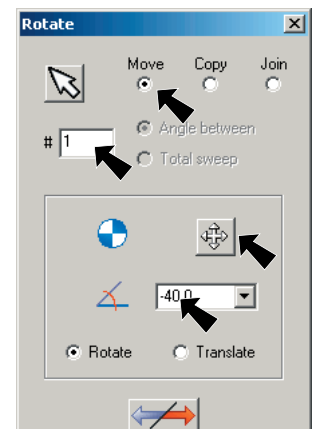 Rotate
Move Copy Join
# 1
Angle between
Total sweep
-40.0
Rotate Translate